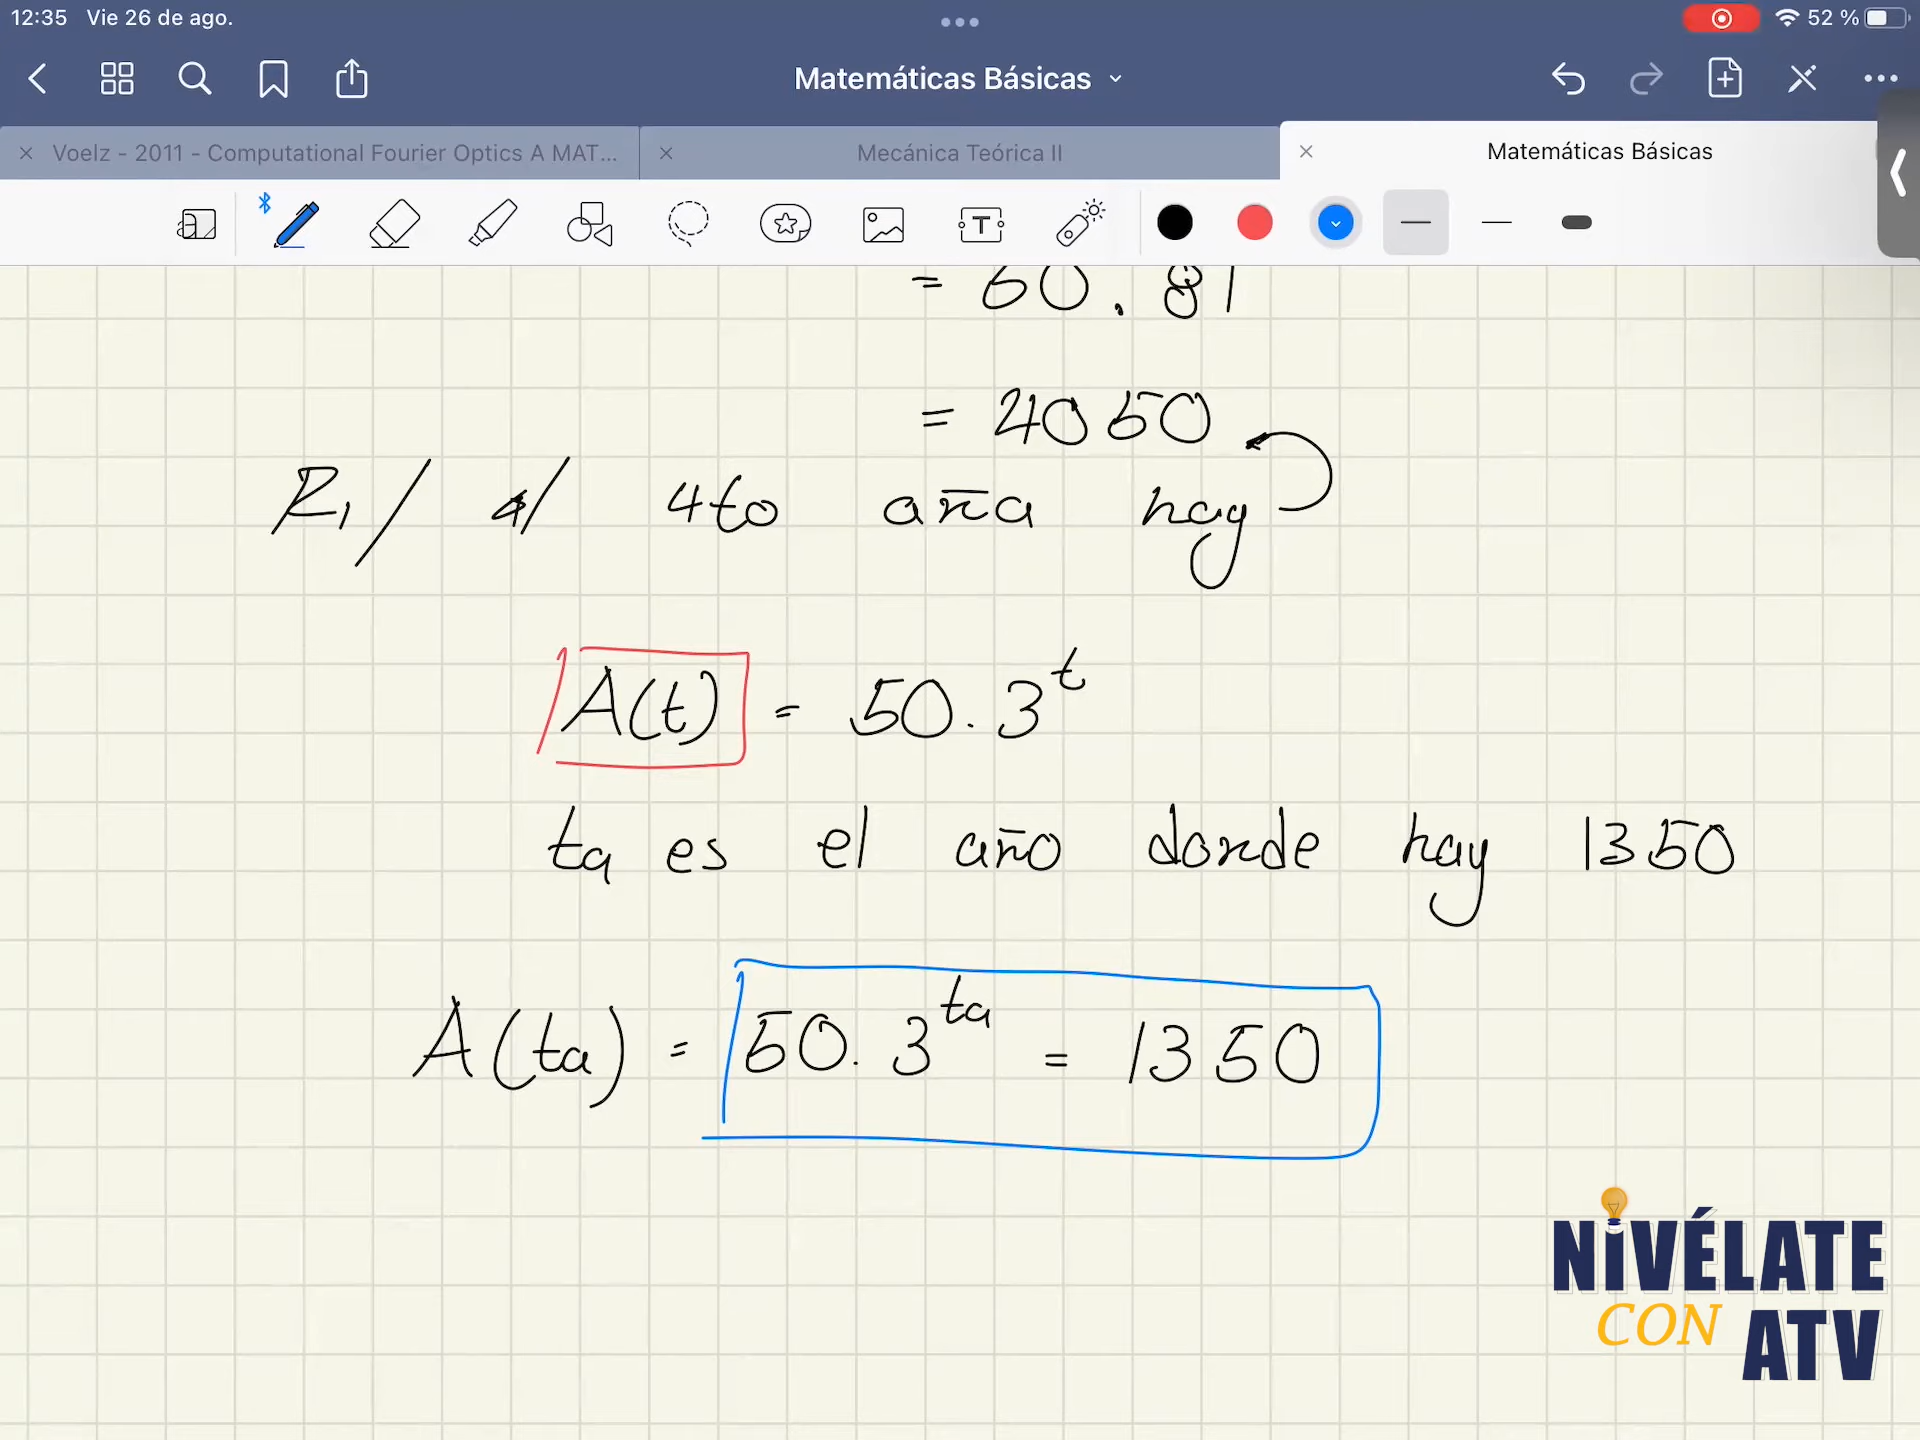 12:35 Vie 26 de ago. 52 %
Matemáticas Básicas
Voelz - 2011 - Computational Fourier Optics A MAT... Mecánica Teórica II Matemáticas Básicas
= 50 . 81
= 4050
R1/ a/ 4to año hay
A(t) = 50 . 3^t
ta es el año donde hay 1350
A(ta) = 50 . 3^ta = 1350
NIVÉLATE
CON
ATV